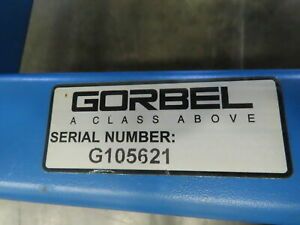 GORBEL
A CLASS ABOVE
SERIAL NUMBER:
G105621